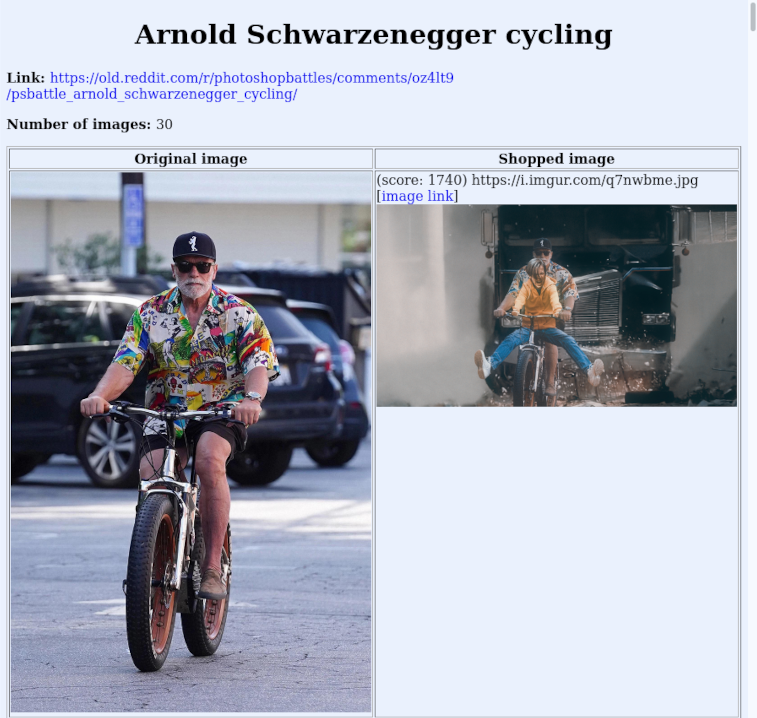 Arnold Schwarzenegger cycling
Link: https://old.reddit.com/r/photoshopbattles/comments/oz4lt9
/psbattle_arnold_schwarzenegger_cycling/
Number of images: 30
Original image
Shopped image
(score: 1740) https://i.imgur.com/q7nwbme.jpg
[image link]